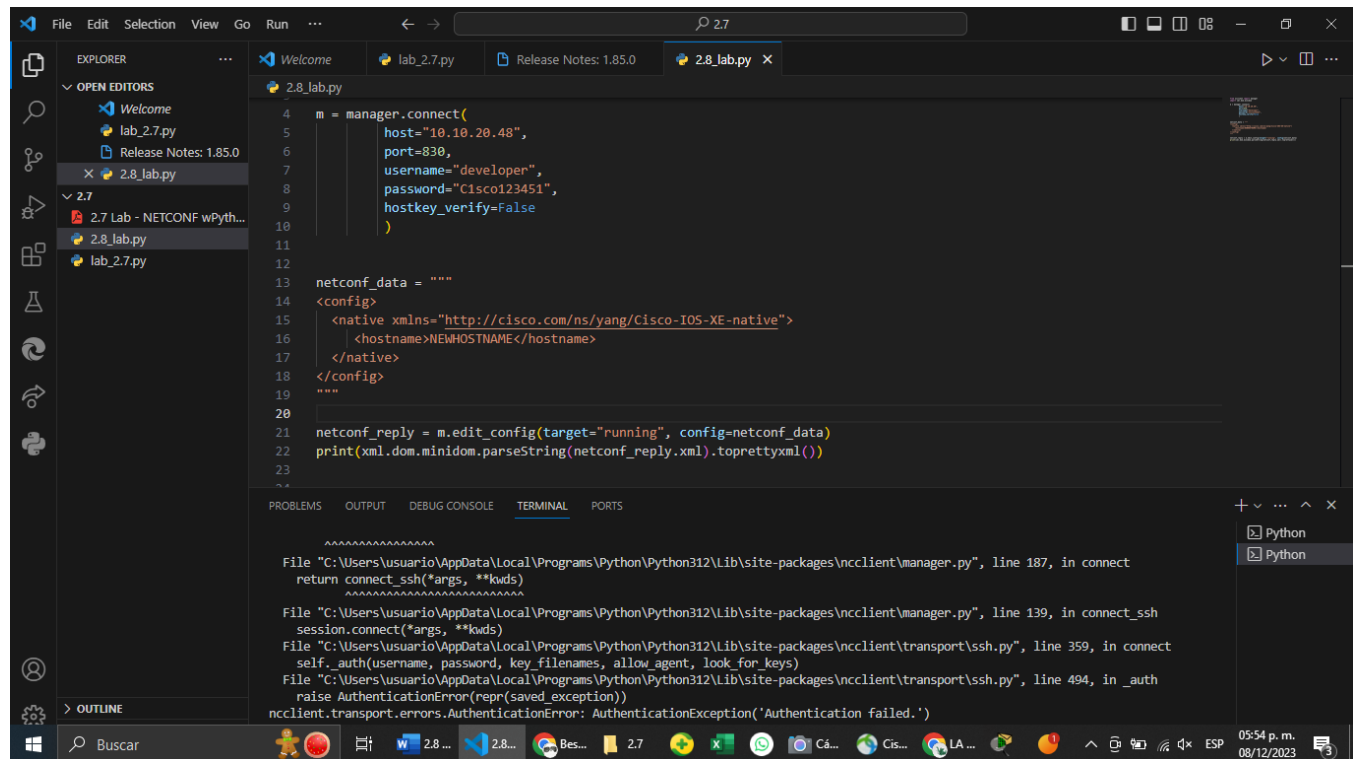 File Edit Selection View Go Run ...
2.7
EXPLORER
OPEN EDITORS
Welcome
lab_2.7.py
Release Notes: 1.85.0
2.8_lab.py
2.7
2.7 Lab - NETCONF wPyth...
2.8_lab.py
lab_2.7.py
OUTLINE
Welcome
lab_2.7.py
Release Notes: 1.85.0
2.8_lab.py
2.8_lab.py
4 m = manager.connect(
5 host="10.10.20.48",
6 port=830,
7 username="developer",
8 password="C1sco123451",
9 hostkey_verify=False
10 )
11
12
13 netconf_data = """
14 <config>
15 <native xmlns="http://cisco.com/ns/yang/Cisco-IOS-XE-native">
16 <hostname>NEWHOSTNAME</hostname>
17 </native>
18 </config>
19 """
20
21 netconf_reply = m.edit_config(target="running", config=netconf_data)
22 print(xml.dom.minidom.parseString(netconf_reply.xml).toprettyxml())
23
PROBLEMS OUTPUT DEBUG CONSOLE TERMINAL PORTS
^^^^^^^^^^^^^^^^
File "C:\Users\usuario\AppData\Local\Programs\Python\Python312\Lib\site-packages\ncclient\manager.py", line 187, in connect
return connect_ssh(*args, **kwds)
^^^^^^^^^^^^^^^^^^^^^^^^^^
File "C:\Users\usuario\AppData\Local\Programs\Python\Python312\Lib\site-packages\ncclient\manager.py", line 139, in connect_ssh
session.connect(*args, **kwds)
File "C:\Users\usuario\AppData\Local\Programs\Python\Python312\Lib\site-packages\ncclient\transport\ssh.py", line 359, in connect
self._auth(username, password, key_filenames, allow_agent, look_for_keys)
File "C:\Users\usuario\AppData\Local\Programs\Python\Python312\Lib\site-packages\ncclient\transport\ssh.py", line 494, in _auth
raise AuthenticationError(repr(saved_exception))
ncclient.transport.errors.AuthenticationError: AuthenticationException('Authentication failed.')
Python
Python
Buscar
2.8 ...
2.8...
Bes...
2.7
Cá...
Cis...
LA ...
ESP
05:54 p. m.
08/12/2023
3